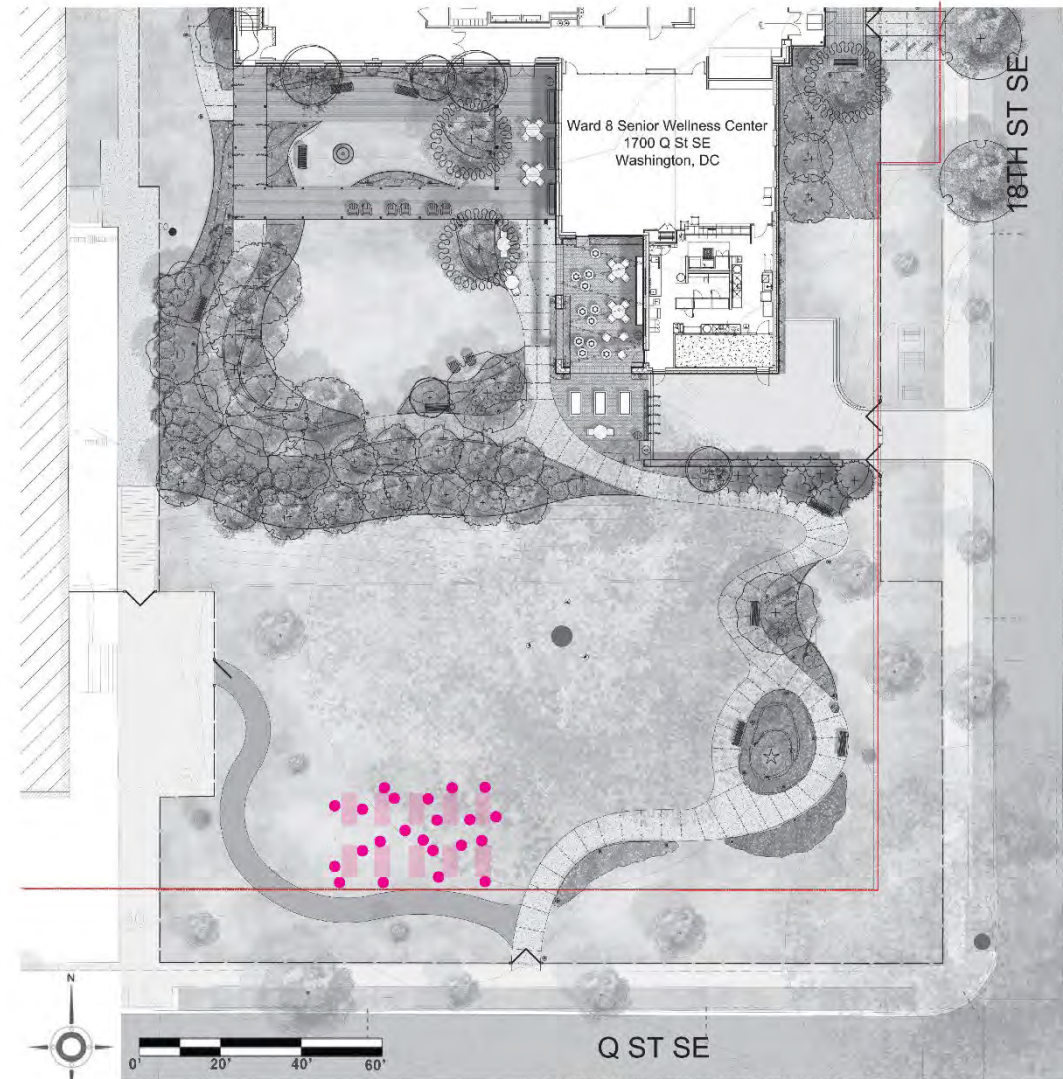 Ward 8 Senior Wellness Center
1700 Q St SE
Washington, DC
18TH ST SE
N
0' 20' 40' 60'
Q ST SE